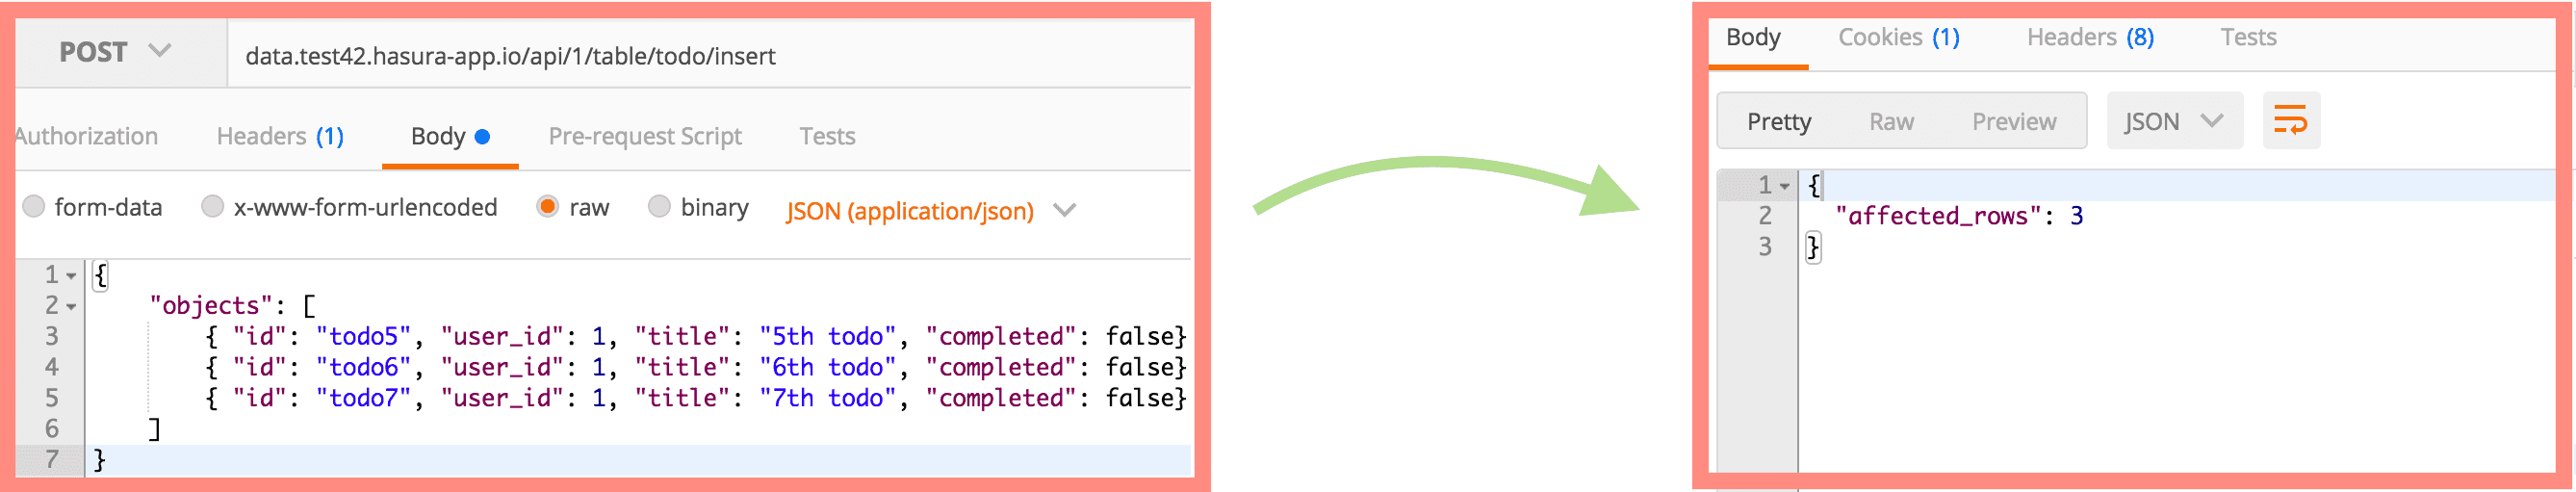 POST data.test42.hasura-app.io/api/1/table/todo/insert
Authorization Headers (1) Body Pre-request Script Tests
form-data x-www-form-urlencoded raw binary JSON (application/json)
1 {
2 "objects": [
3 { "id": "todo5", "user_id": 1, "title": "5th todo", "completed": false}
4 { "id": "todo6", "user_id": 1, "title": "6th todo", "completed": false}
5 { "id": "todo7", "user_id": 1, "title": "7th todo", "completed": false}
6 ]
7 }
Body Cookies (1) Headers (8) Tests
Pretty Raw Preview JSON
1 {
2 "affected_rows": 3
3 }